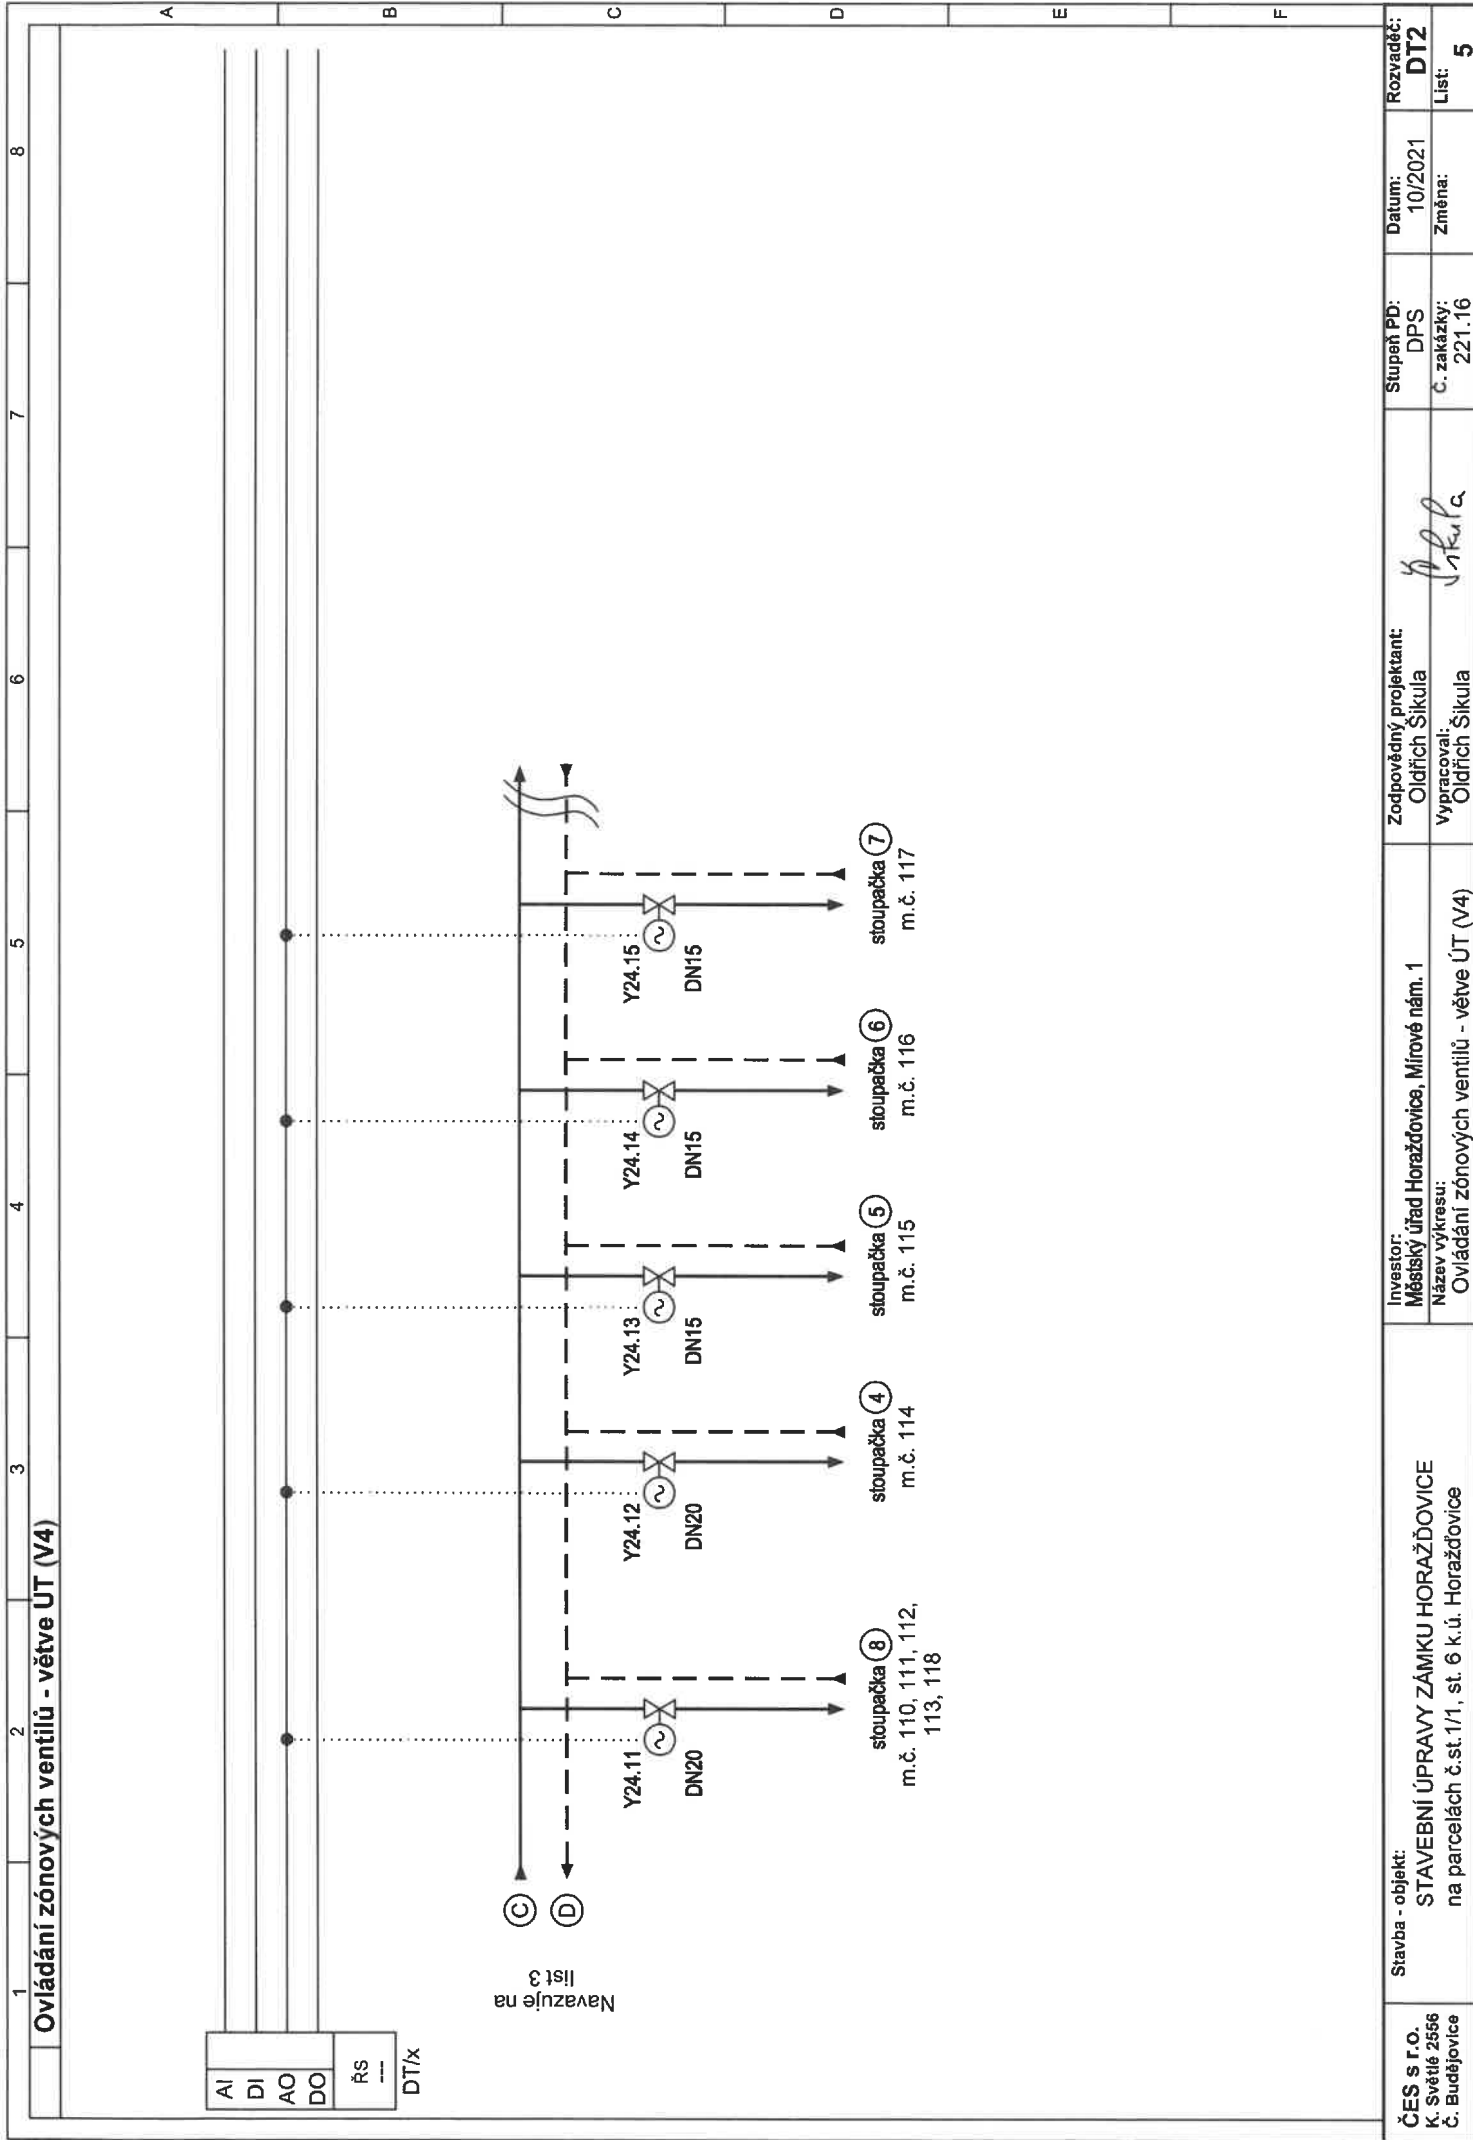 1 2 3 4 5 6 7 8
Ovládání zónových ventilů - větve ÚT (V4)
A
B
C
D
E
F
AI
DI
AO
DO
ŘS
---
DT/x
Navazuje na
list 3
C
D
Y24.11
DN20
stoupačka 8
m.č. 110, 111, 112,
113, 118
Y24.12
DN20
stoupačka 4
m.č. 114
Y24.13
DN15
stoupačka 5
m.č. 115
Y24.14
DN15
stoupačka 6
m.č. 116
Y24.15
DN15
stoupačka 7
m.č. 117
ČES s r.o.
K. Světlé 2556
Č. Budějovice
Stavba - objekt:
STAVEBNÍ ÚPRAVY ZÁMKU HORAŽĎOVICE
na parcelách č.st.1/1, st. 6 k.ú. Horažďovice
Investor:
Městský úřad Horažďovice, Mírové nám. 1
Název výkresu:
Ovládání zónových ventilů - větve ÚT (V4)
Zodpovědný projektant:
Oldřich Šikula
Vypracoval:
Oldřich Šikula
Šikula
Stupeň PD:
DPS
Č. zakázky:
221.16
Datum:
10/2021
Změna:
Rozvaděč:
DT2
List:
5